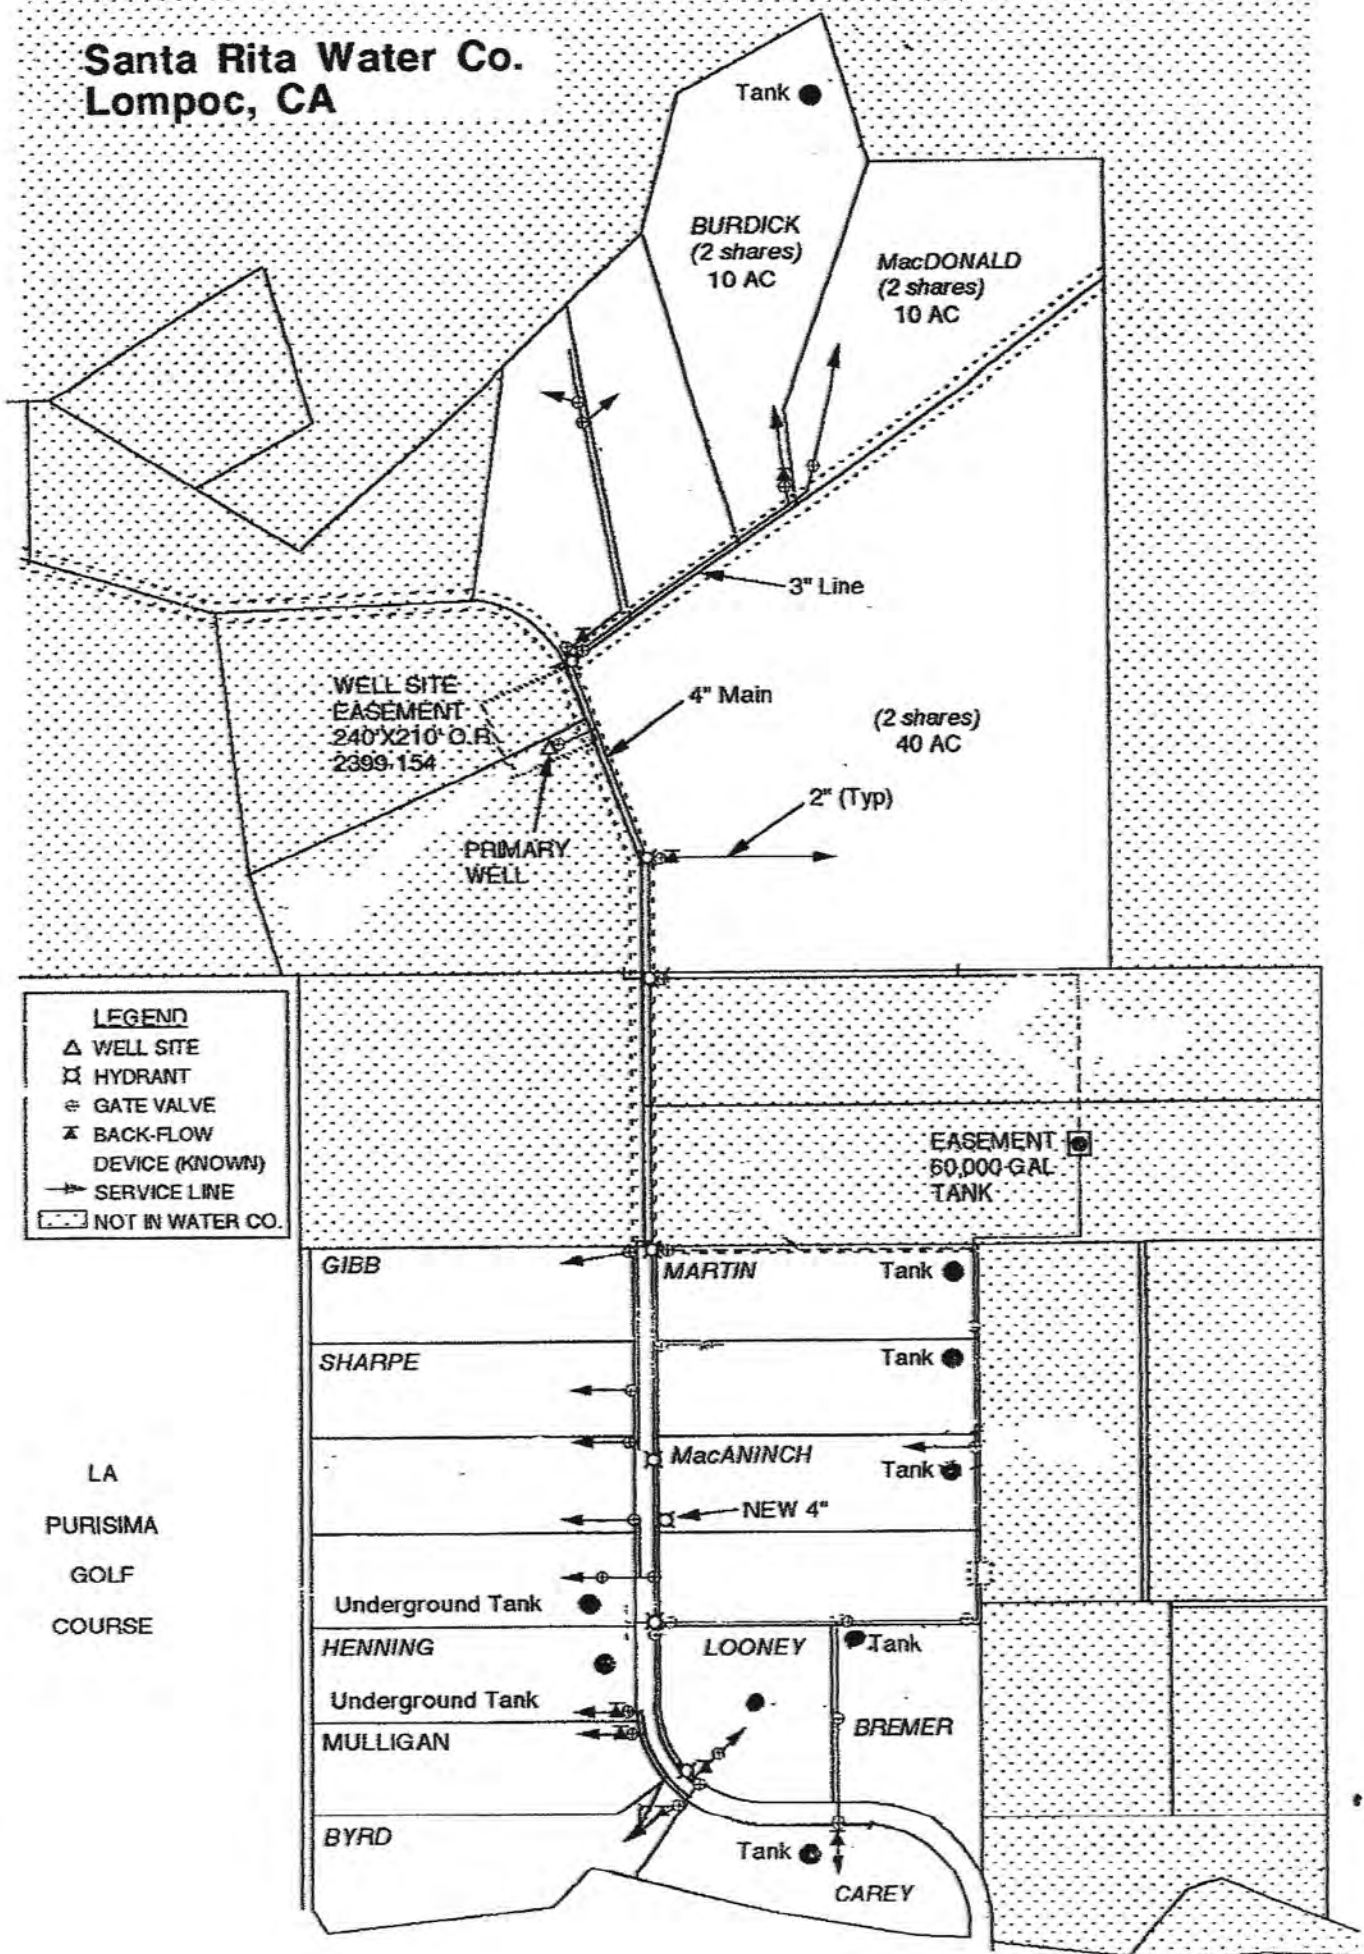 Santa Rita Water Co.
Lompoc, CA
Tank
BURDICK
(2 shares)
10 AC
MacDONALD
(2 shares)
10 AC
3" Line
WELL SITE
EASEMENT
240'X210' O.R.
2399-154
4" Main
(2 shares)
40 AC
2" (Typ)
PRIMARY
WELL
LEGEND
WELL SITE
HYDRANT
GATE VALVE
BACK-FLOW
DEVICE (KNOWN)
SERVICE LINE
NOT IN WATER CO.
EASEMENT
60,000 GAL
TANK
GIBB
MARTIN
Tank
SHARPE
Tank
MacANINCH
Tank
NEW 4"
LA
PURISIMA
GOLF
COURSE
Underground Tank
HENNING
LOONEY
Tank
Underground Tank
MULLIGAN
BREMER
BYRD
Tank
CAREY